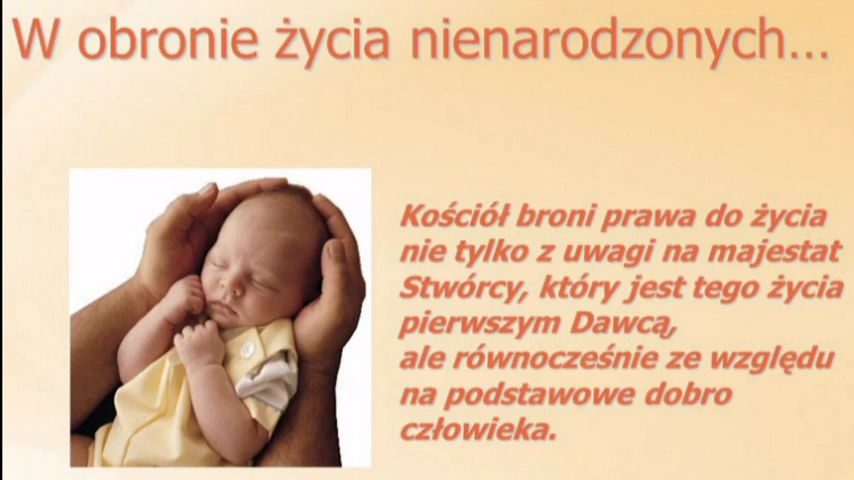 W obronie życia nienarodzonych...
Kościół broni prawa do życia
nie tylko z uwagi na majestat
Stwórcy, który jest tego życia
pierwszym Dawcą,
ale równocześnie ze względu
na podstawowe dobro
człowieka.